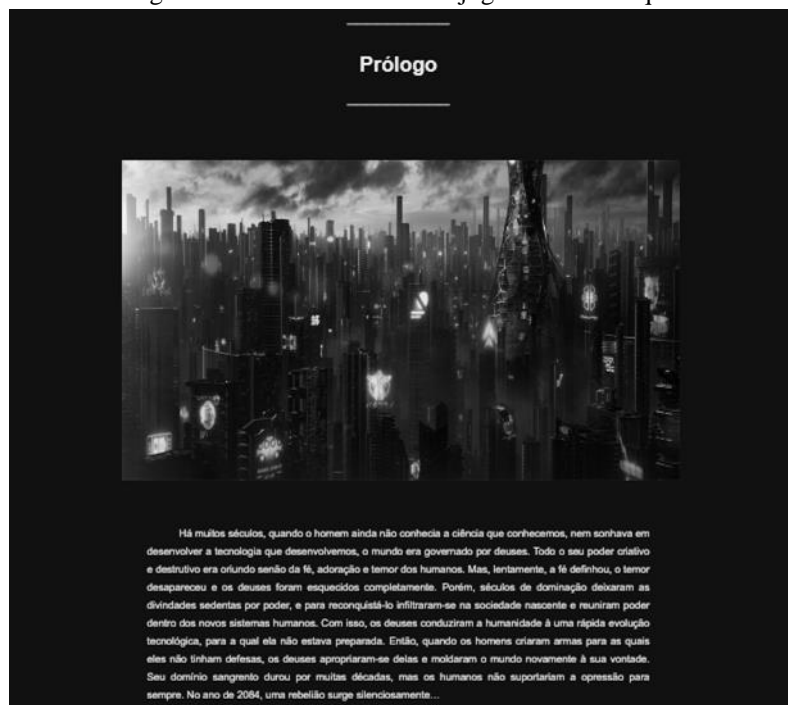 Prólogo
Há muitos séculos, quando o homem ainda não conhecia a ciência que conhecemos, nem sonhava em
desenvolver a tecnologia que desenvolvemos, o mundo era governado por deuses. Todo o seu poder criativo
e destrutivo era oriundo senão da fé, adoração e temor dos humanos. Mas, lentamente, a fé definhou, o temor
desapareceu e os deuses foram esquecidos completamente. Porém, séculos de dominação deixaram as
divindades sedentas por poder, e para reconquistá-lo infiltraram-se na sociedade nascente e reuniram poder
dentro dos novos sistemas humanos. Com isso, os deuses conduziram a humanidade à uma rápida evolução
tecnológica, para a qual ela não estava preparada. Então, quando os homens criaram armas para as quais
eles não tinham defesas, os deuses apropriaram-se delas e moldaram o mundo novamente à sua vontade.
Seu domínio sangrento durou por muitas décadas, mas os humanos não suportariam a opressão para
sempre. No ano de 2084, uma rebelião surge silenciosamente...